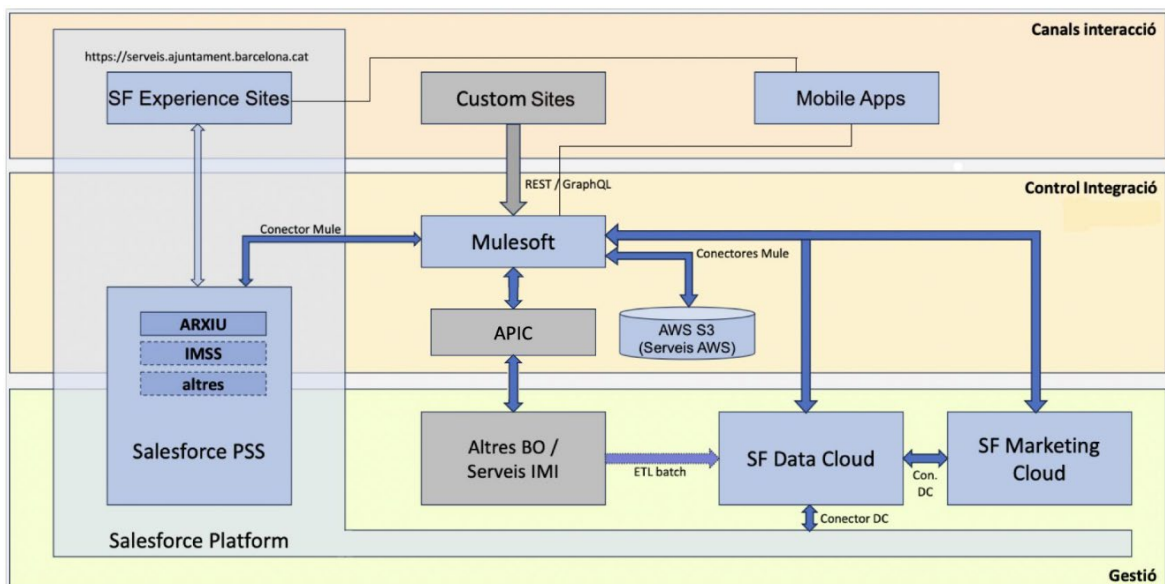 Canals interacció
https://serveis.ajuntament.barcelona.cat
SF Experience Sites
Custom Sites
Mobile Apps
REST / GraphQL
Control Integració
Conector Mule
Mulesoft
Conectores Mule
ARXIU
IMSS
altres
Salesforce PSS
APIC
AWS S3
(Serveis AWS)
Altres BO /
Serveis IMI
ETL batch
SF Data Cloud
Con.
DC
SF Marketing
Cloud
Conector DC
Salesforce Platform
Gestió